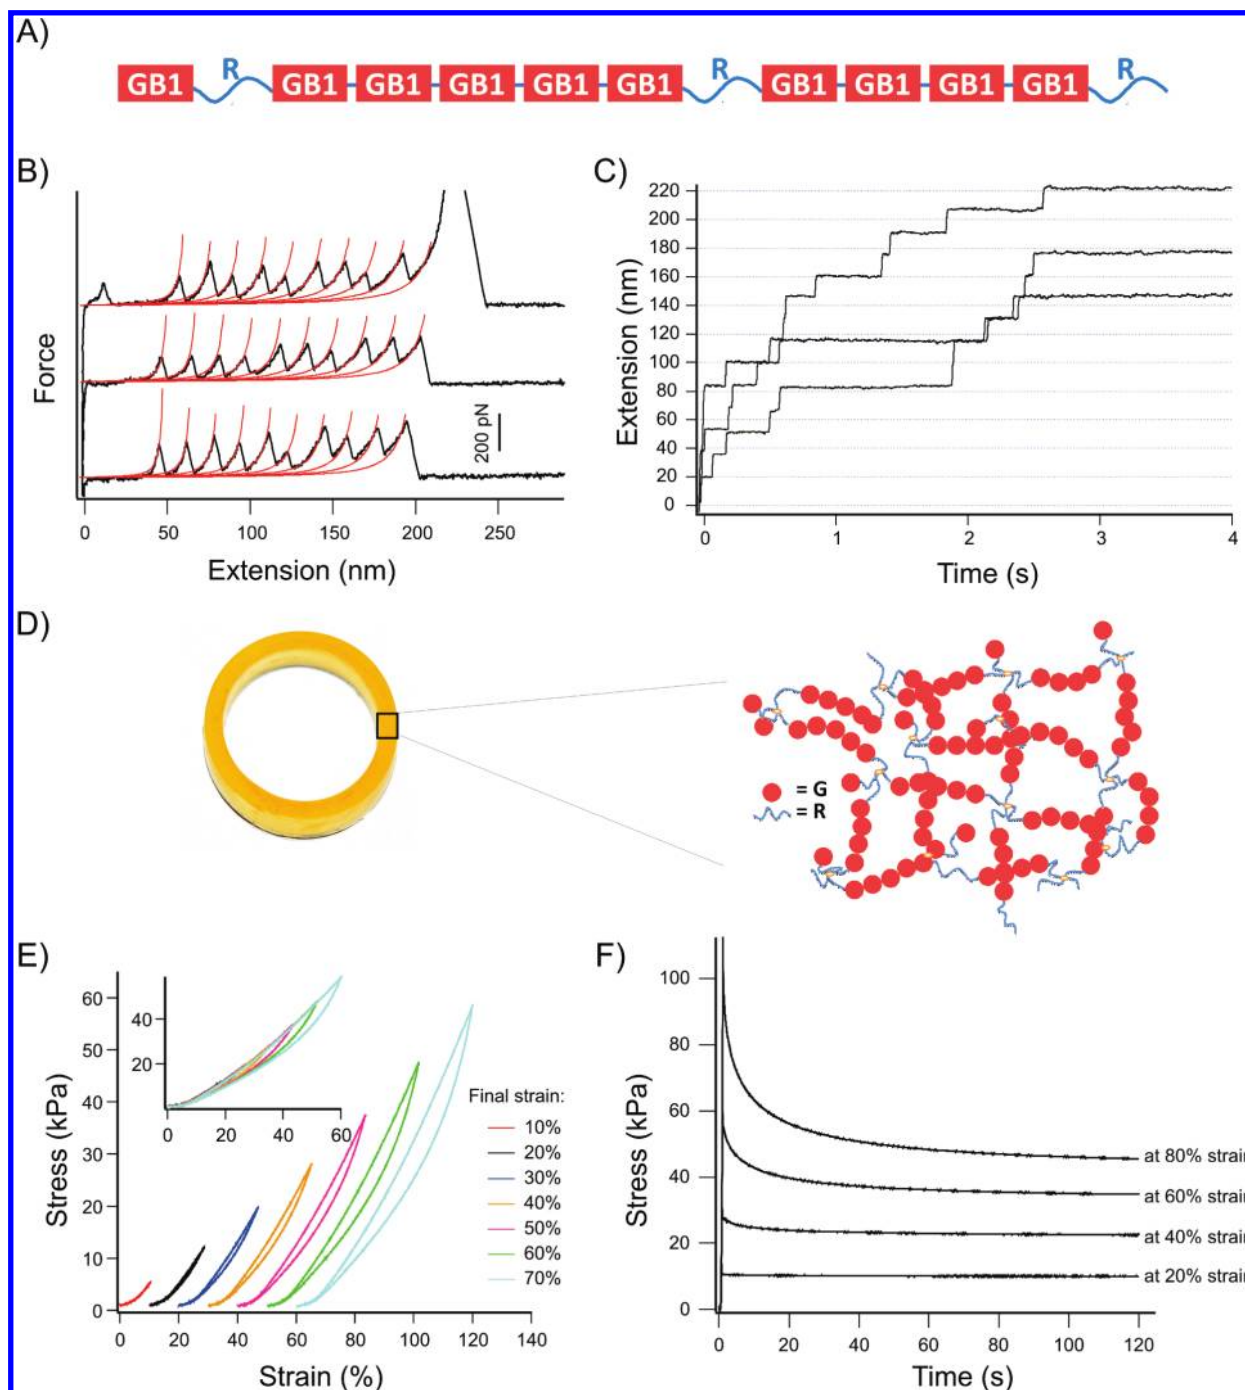 A)
GB1 R GB1 GB1 GB1 GB1 GB1 R GB1 GB1 GB1 GB1 R
B)
Force
200 pN
0 50 100 150 200 250
Extension (nm)
C)
Extension (nm)
220
200
180
160
140
120
100
80
60
40
20
0
0 1 2 3 4
Time (s)
D)
= G
= R
E)
Stress (kPa)
60
50
40
30
20
10
0
40
20
0 20 40 60
Final strain:
10%
20%
30%
40%
50%
60%
70%
0 20 40 60 80 100 120 140
Strain (%)
F)
Stress (kPa)
100
80
60
40
20
0
at 80% strain
at 60% strain
at 40% strain
at 20% strain
0 20 40 60 80 100 120
Time (s)